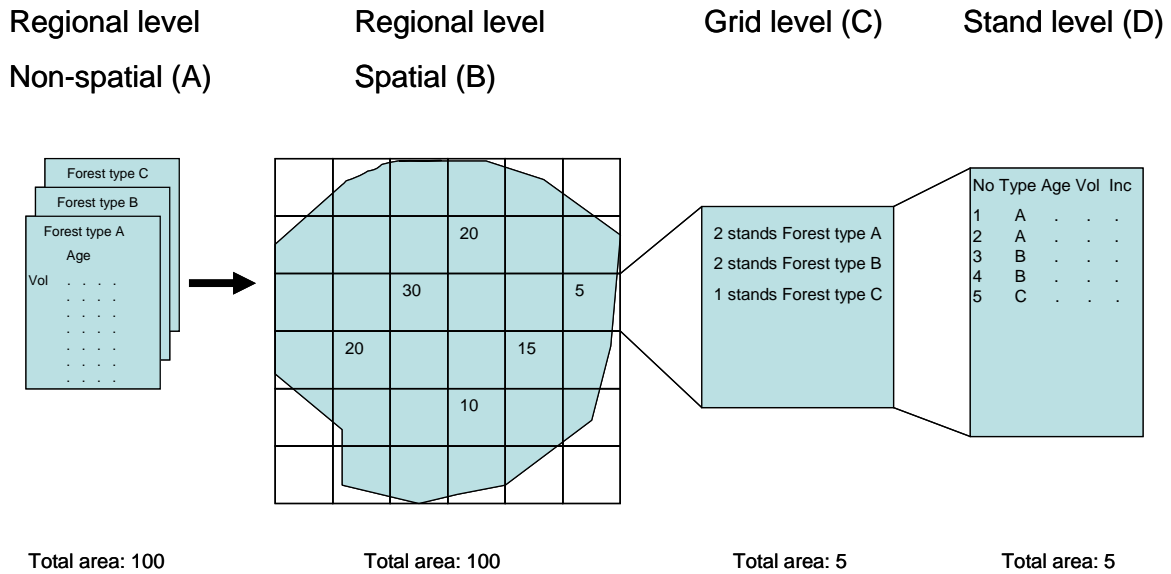 Regional level
Non-spatial (A)
Regional level
Spatial (B)
Grid level (C)
Stand level (D)
Forest type C
Forest type B
Forest type A
Age
Vol . . . .
. . . .
. . . .
. . . .
. . . .
. . . .
. . . .
20
30 5
20 15
10
2 stands Forest type A
2 stands Forest type B
1 stands Forest type C
No Type Age Vol Inc
1 A . . .
2 A . . .
3 B . . .
4 B . . .
5 C . . .
Total area: 100
Total area: 100
Total area: 5
Total area: 5